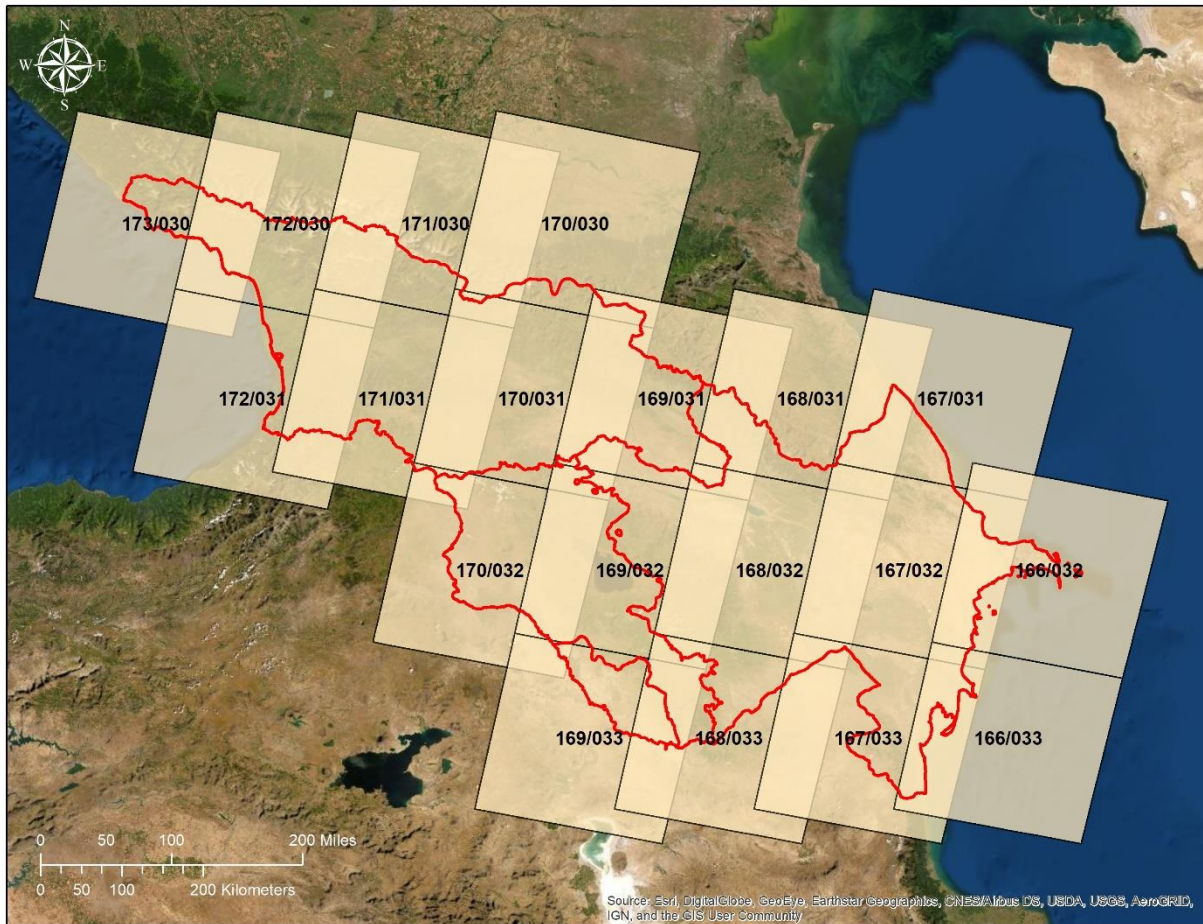 N
W E
S
173/030
172/030
171/030
170/030
172/031
171/031
170/031
169/031
168/031
167/031
170/032
169/032
168/032
167/032
166/032
169/033
168/033
167/033
166/033
0 50 100 200 Miles
0 50 100 200 Kilometers
Source: Esri, DigitalGlobe, GeoEye, Earthstar Geographics, CNES/Airbus DS, USDA, USGS, AeroGRID,
IGN, and the GIS User Community